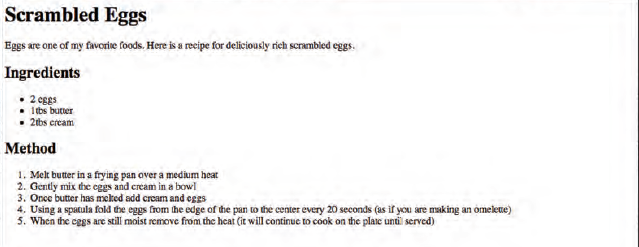 Scrambled Eggs
Eggs are one of my favorite foods. Here is a recipe for deliciously rich scrambled eggs.
Ingredients
• 2 eggs
• 1tbs butter
• 2tbs cream
Method
1. Melt butter in a frying pan over a medium heat
2. Gently mix the eggs and cream in a bowl
3. Once butter has melted add cream and eggs
4. Using a spatula fold the eggs from the edge of the pan to the center every 20 seconds (as if you are making an omelette)
5. When the eggs are still moist remove from the heat (it will continue to cook on the plate until served)